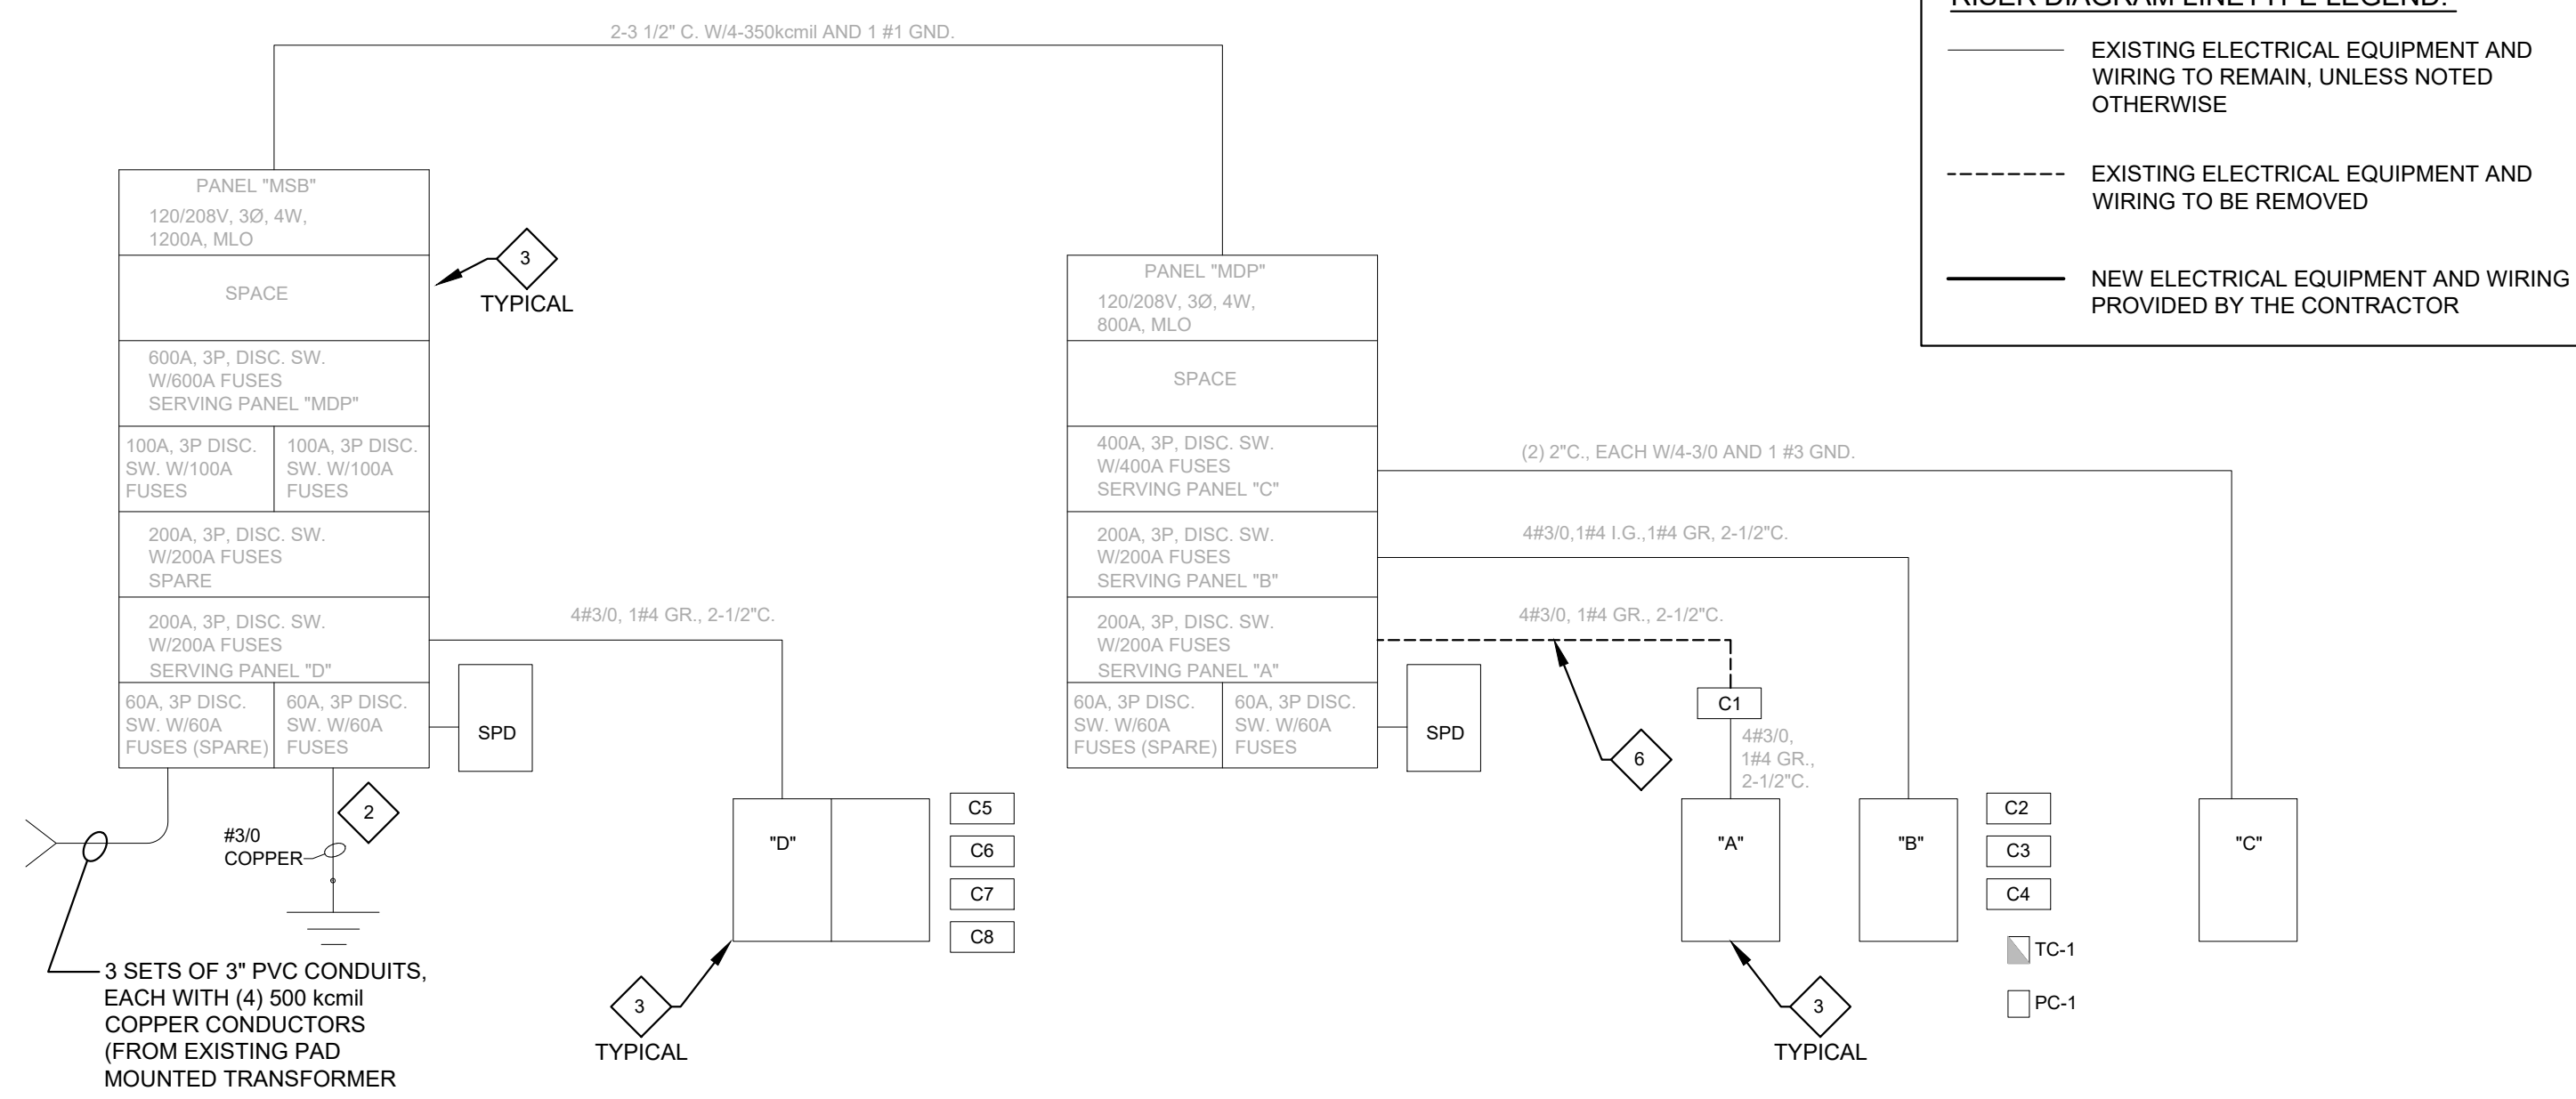 2-3 1/2" C. W/4-350kcmil AND 1 #1 GND.
RISER DIAGRAM LINETYPE LEGEND:
EXISTING ELECTRICAL EQUIPMENT AND
WIRING TO REMAIN, UNLESS NOTED
OTHERWISE
EXISTING ELECTRICAL EQUIPMENT AND
WIRING TO BE REMOVED
NEW ELECTRICAL EQUIPMENT AND WIRING
PROVIDED BY THE CONTRACTOR
PANEL "MSB"
120/208V, 3Ø, 4W,
1200A, MLO
SPACE
3
TYPICAL
600A, 3P, DISC. SW.
W/600A FUSES
SERVING PANEL "MDP"
100A, 3P DISC.
SW. W/100A
FUSES
100A, 3P DISC.
SW. W/100A
FUSES
200A, 3P, DISC. SW.
W/200A FUSES
SPARE
200A, 3P, DISC. SW.
W/200A FUSES
SERVING PANEL "D"
60A, 3P DISC.
SW. W/60A
FUSES (SPARE)
60A, 3P DISC.
SW. W/60A
FUSES
SPD
4#3/0, 1#4 GR., 2-1/2"C.
2
#3/0
COPPER
3 SETS OF 3" PVC CONDUITS,
EACH WITH (4) 500 kcmil
COPPER CONDUCTORS
(FROM EXISTING PAD
MOUNTED TRANSFORMER
"D"
C5
C6
C7
C8
3
TYPICAL
PANEL "MDP"
120/208V, 3Ø, 4W,
800A, MLO
SPACE
400A, 3P, DISC. SW.
W/400A FUSES
SERVING PANEL "C"
200A, 3P, DISC. SW.
W/200A FUSES
SERVING PANEL "B"
200A, 3P, DISC. SW.
W/200A FUSES
SERVING PANEL "A"
60A, 3P DISC.
SW. W/60A
FUSES (SPARE)
60A, 3P DISC.
SW. W/60A
FUSES
SPD
(2) 2"C., EACH W/4-3/0 AND 1 #3 GND.
4#3/0,1#4 I.G.,1#4 GR, 2-1/2"C.
4#3/0, 1#4 GR., 2-1/2"C.
6
C1
4#3/0,
1#4 GR.,
2-1/2"C.
"A"
3
TYPICAL
"B"
C2
C3
C4
TC-1
PC-1
"C"